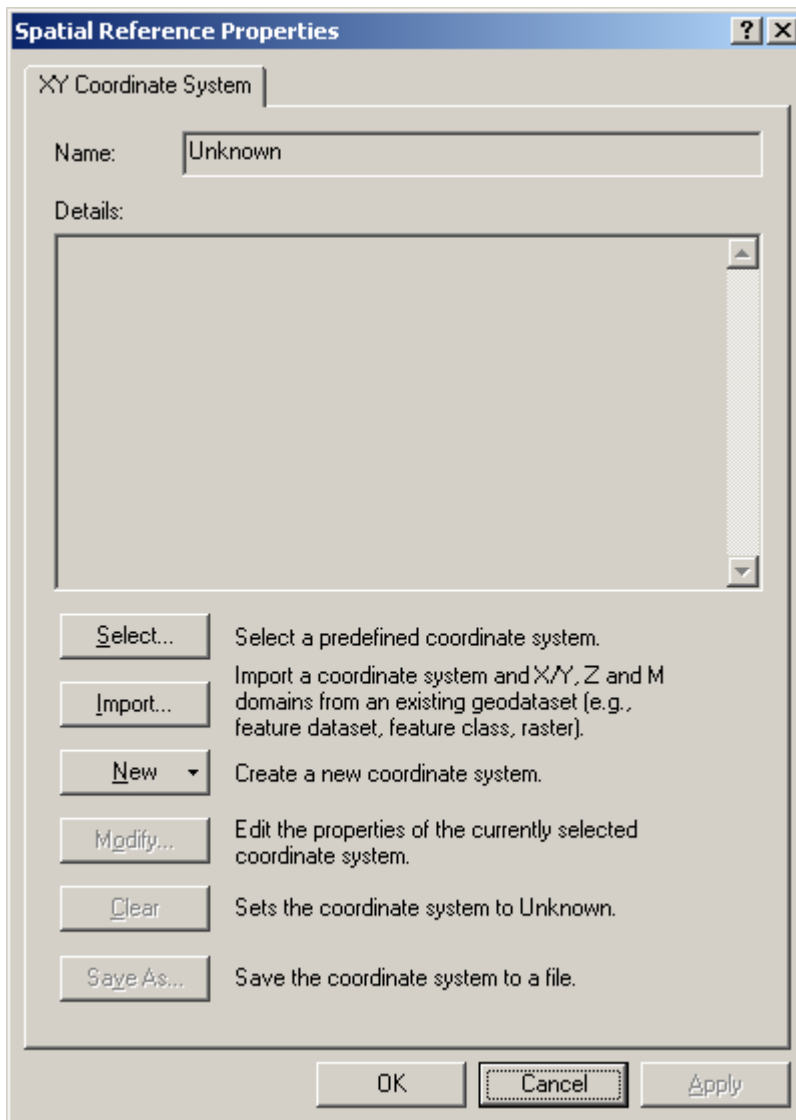 Spatial Reference Properties
XY Coordinate System
Name: Unknown
Details:
Select... Select a predefined coordinate system.
Import... Import a coordinate system and X/Y, Z and M
domains from an existing geodataset (e.g.,
feature dataset, feature class, raster).
New Create a new coordinate system.
Modify... Edit the properties of the currently selected
coordinate system.
Clear Sets the coordinate system to Unknown.
Save As... Save the coordinate system to a file.
OK Cancel Apply